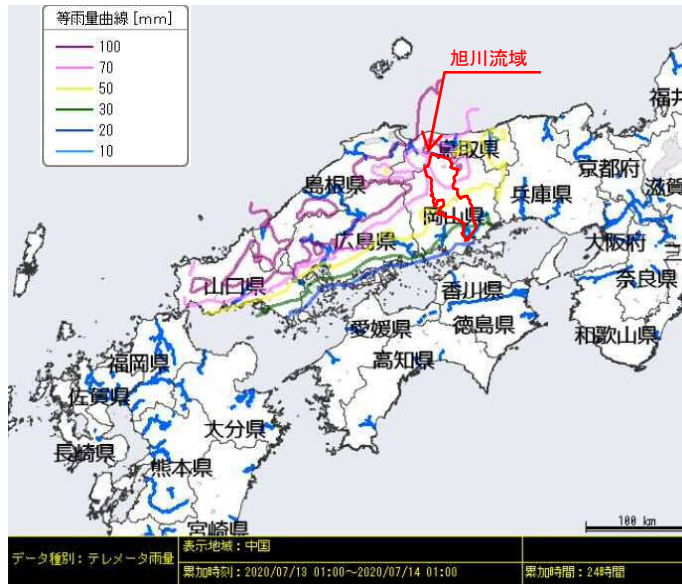 等雨量曲線 [mm]
100
70
50
30
20
10
旭川流域
福井
鳥取県
京都府
滋賀
島根県
兵庫県
岡山県
広島県
大阪府
三
奈良県
山口県
香川県
和歌山県
愛媛県
徳島県
高知県
福岡県
佐賀県
大分県
長崎県
熊本県
宮崎県
100 km
データ種別：テレメータ雨量
表示地域：中国
累加時刻：2020/07/13 01:00～2020/07/14 01:00
累加時間：24時間